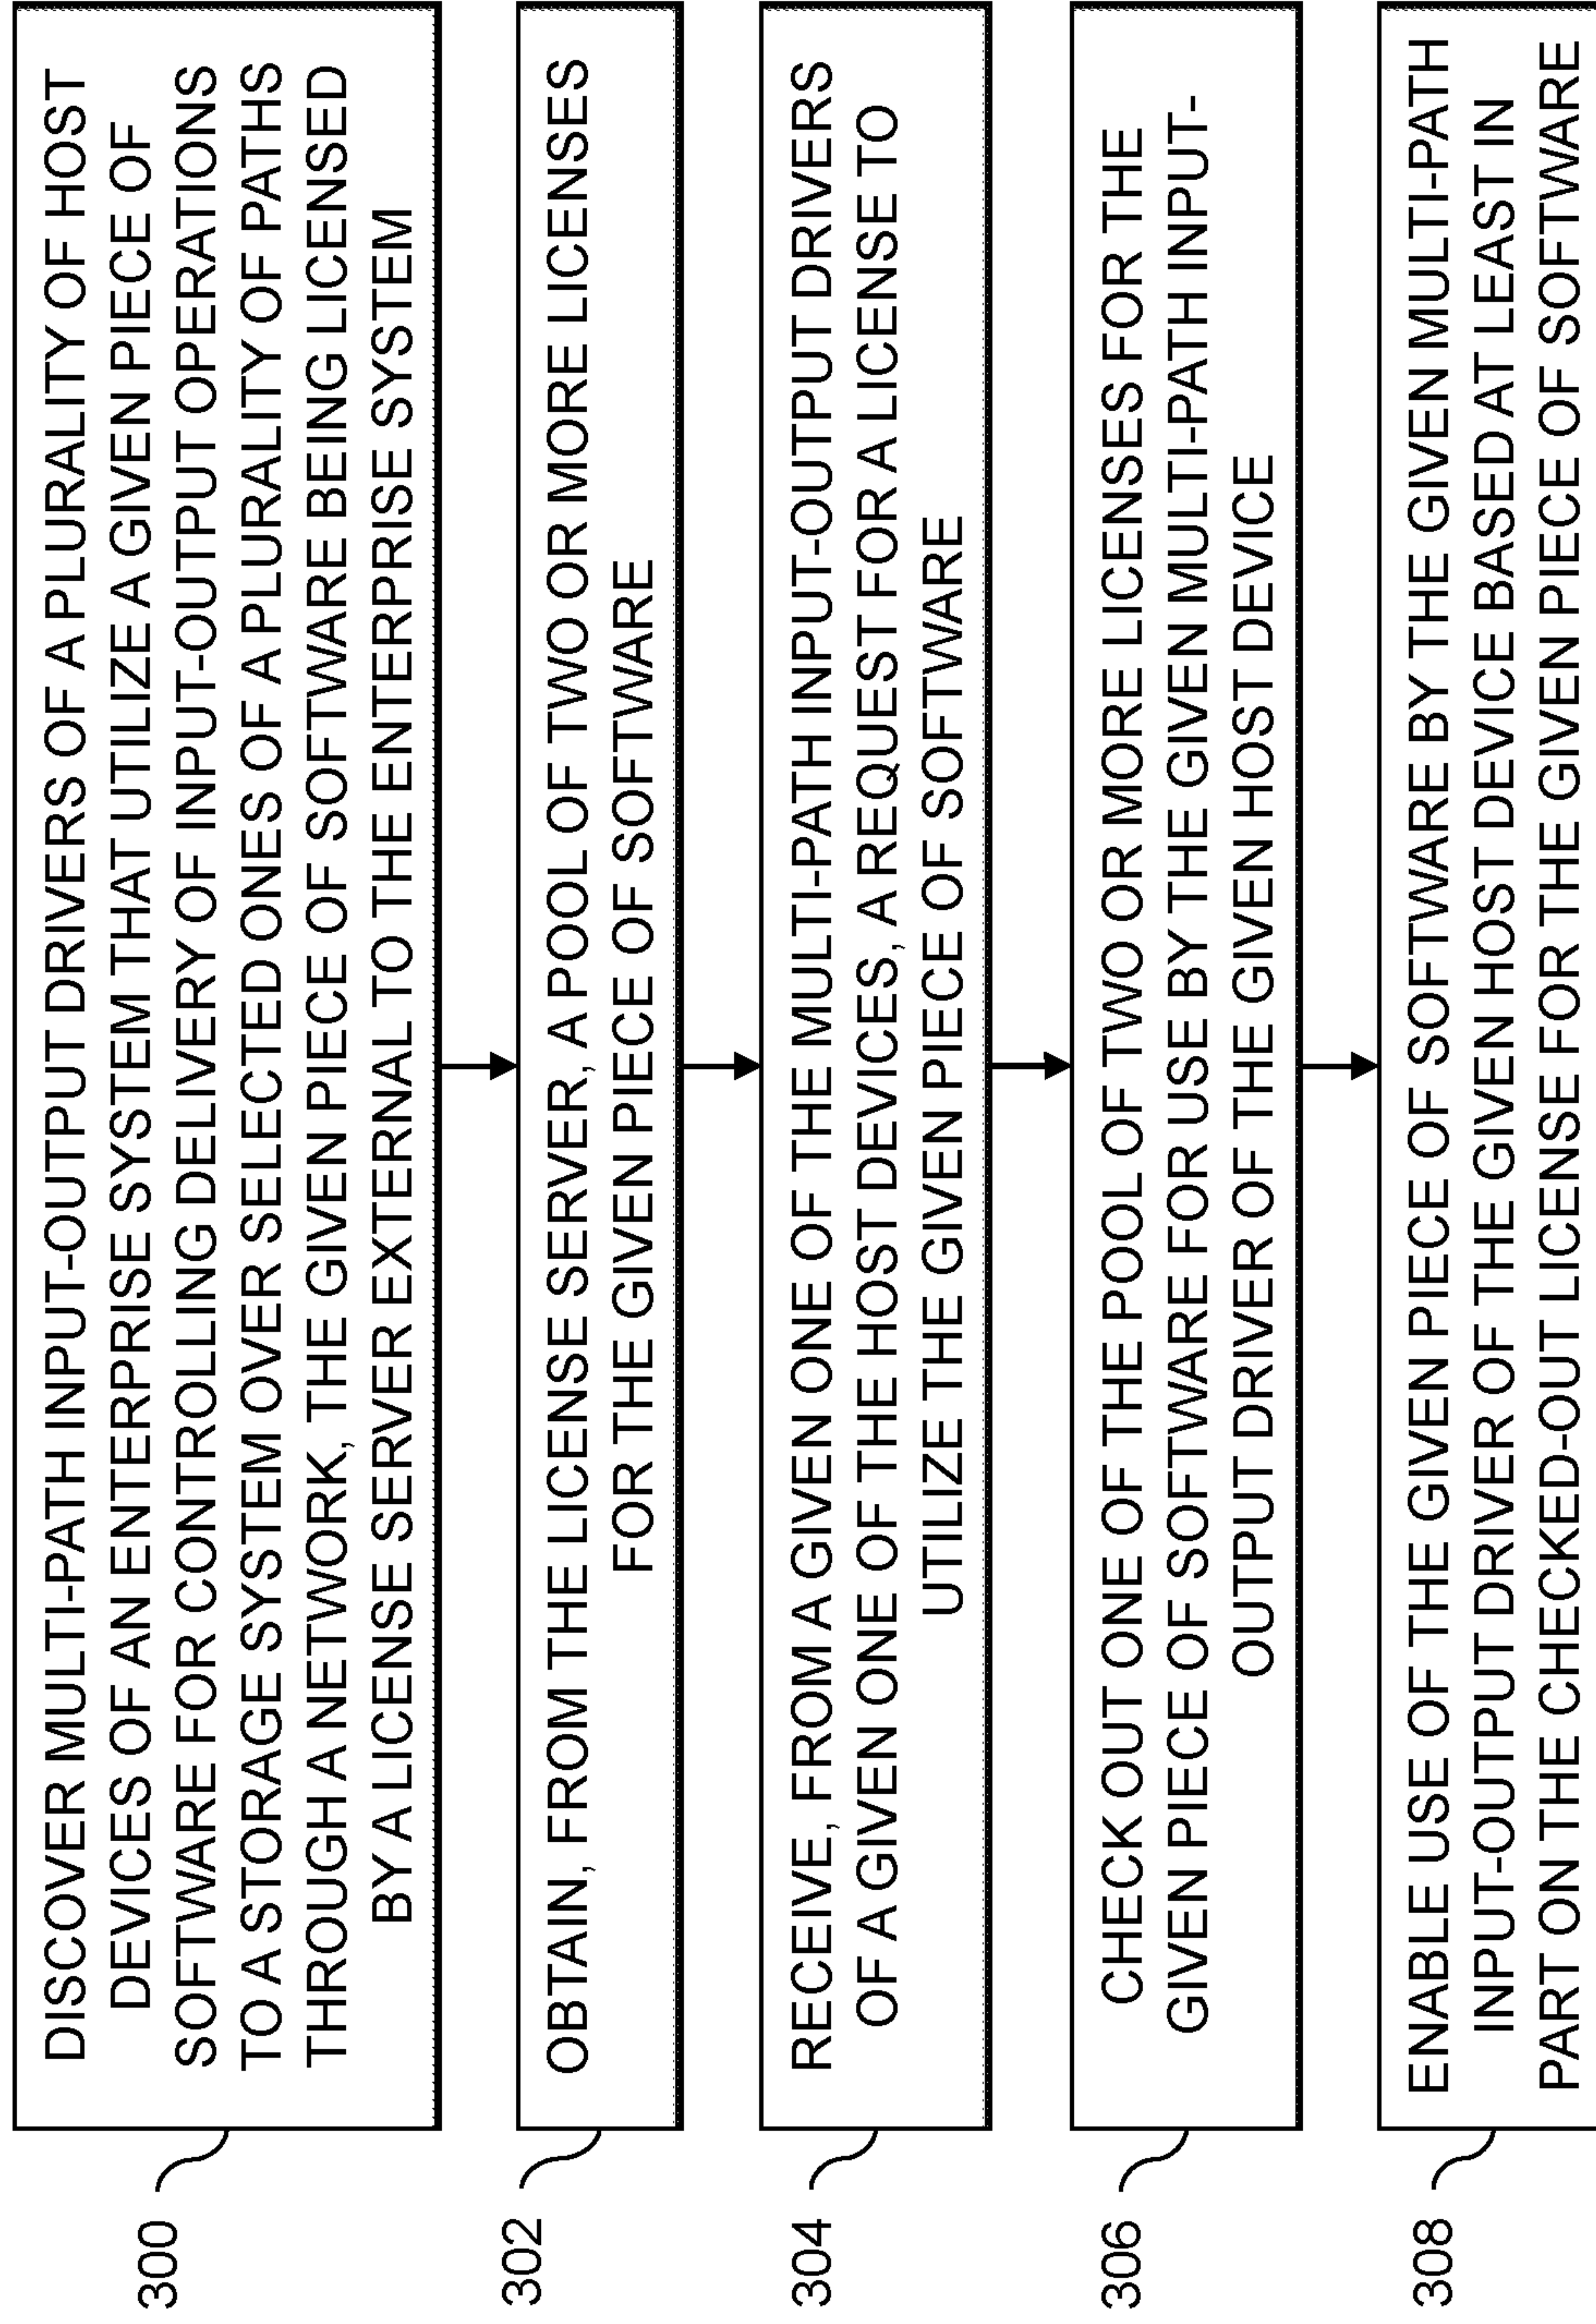 300
DISCOVER MULTI-PATH INPUT-OUTPUT DRIVERS OF A PLURALITY OF HOST
DEVICES OF AN ENTERPRISE SYSTEM THAT UTILIZE A GIVEN PIECE OF
SOFTWARE FOR CONTROLLING DELIVERY OF INPUT-OUTPUT OPERATIONS
TO A STORAGE SYSTEM OVER SELECTED ONES OF A PLURALITY OF PATHS
THROUGH A NETWORK, THE GIVEN PIECE OF SOFTWARE BEING LICENSED
BY A LICENSE SERVER EXTERNAL TO THE ENTERPRISE SYSTEM
302
OBTAIN, FROM THE LICENSE SERVER, A POOL OF TWO OR MORE LICENSES
FOR THE GIVEN PIECE OF SOFTWARE
304
RECEIVE, FROM A GIVEN ONE OF THE MULTI-PATH INPUT-OUTPUT DRIVERS
OF A GIVEN ONE OF THE HOST DEVICES, A REQUEST FOR A LICENSE TO
UTILIZE THE GIVEN PIECE OF SOFTWARE
306
CHECK OUT ONE OF THE POOL OF TWO OR MORE LICENSES FOR THE
GIVEN PIECE OF SOFTWARE FOR USE BY THE GIVEN MULTI-PATH INPUT-
OUTPUT DRIVER OF THE GIVEN HOST DEVICE
308
ENABLE USE OF THE GIVEN PIECE OF SOFTWARE BY THE GIVEN MULTI-PATH
INPUT-OUTPUT DRIVER OF THE GIVEN HOST DEVICE BASED AT LEAST IN
PART ON THE CHECKED-OUT LICENSE FOR THE GIVEN PIECE OF SOFTWARE